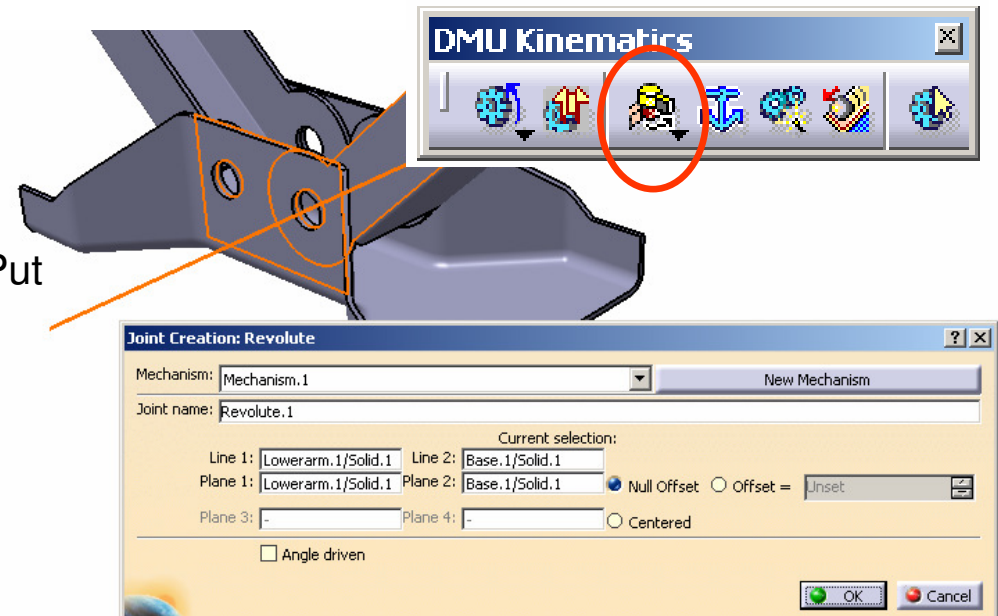 DMU Kinematics
Put
Joint Creation: Revolute
Mechanism: Mechanism.1 New Mechanism
Joint name: Revolute.1
Current selection:
Line 1: Lowerarm.1/Solid.1 Line 2: Base.1/Solid.1
Plane 1: Lowerarm.1/Solid.1 Plane 2: Base.1/Solid.1 Null Offset Offset = Unset
Plane 3: - Plane 4: - Centered
Angle driven
OK Cancel